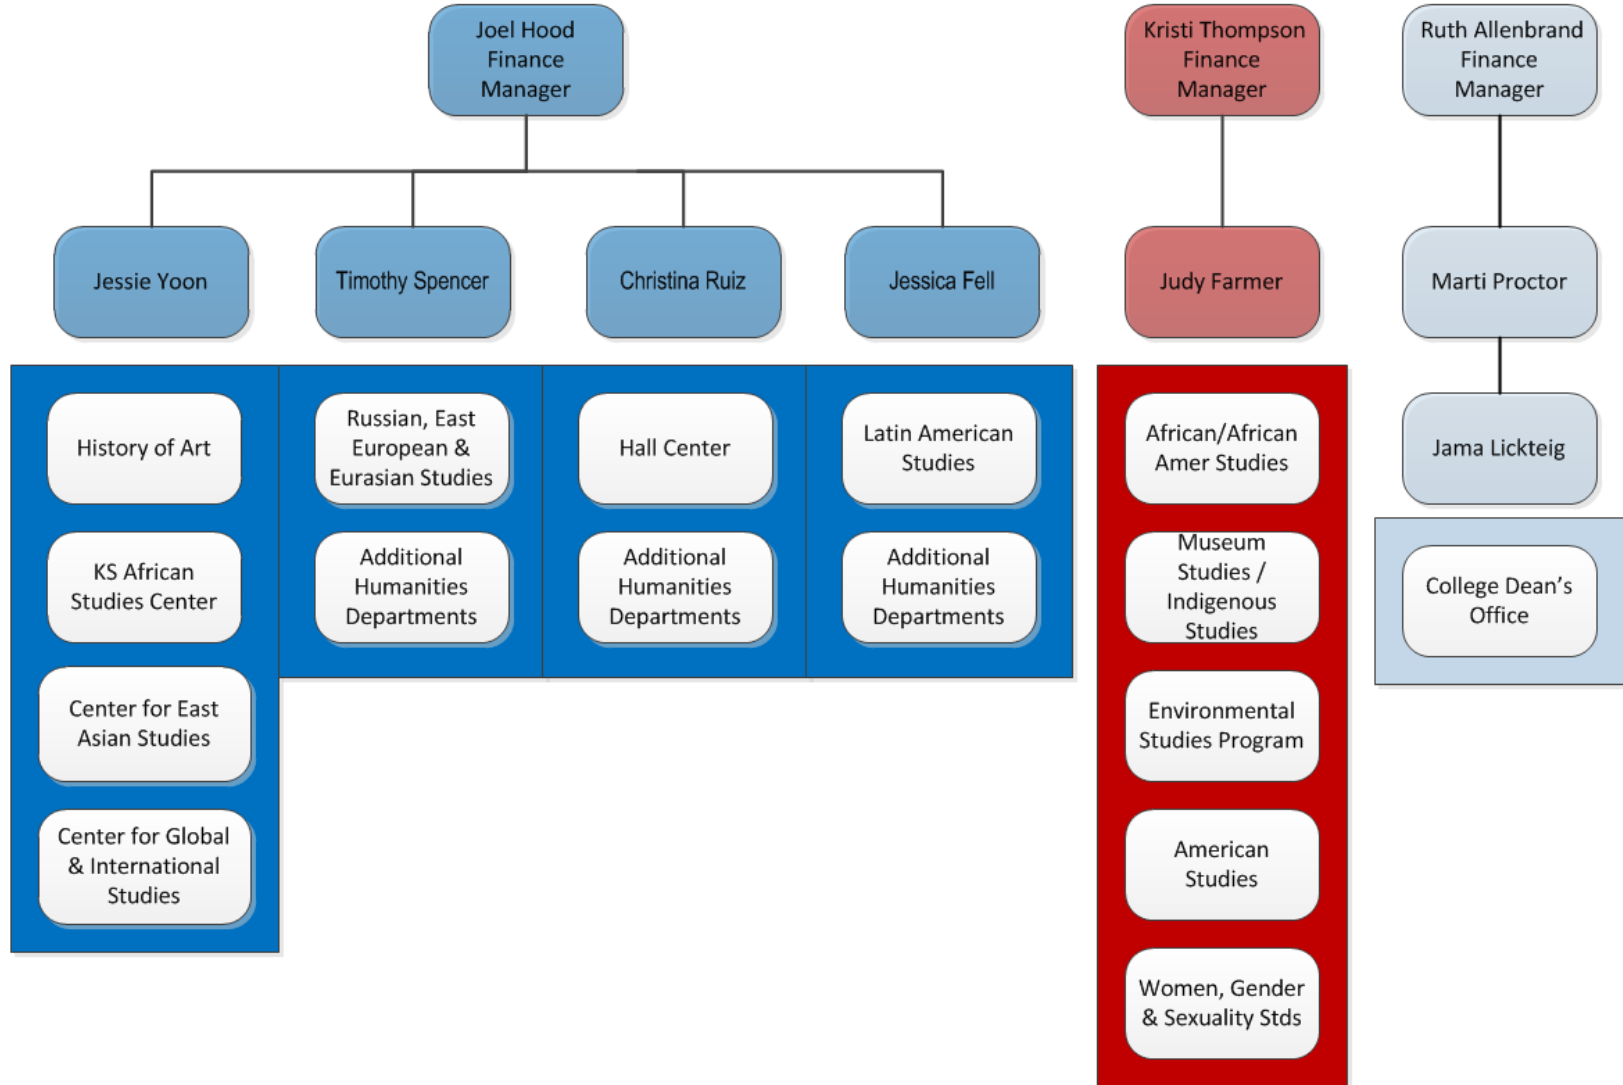 Joel Hood
Finance
Manager
Kristi Thompson
Finance
Manager
Ruth Allenbrand
Finance
Manager
Jessie Yoon
Timothy Spencer
Christina Ruiz
Jessica Fell
Judy Farmer
Marti Proctor
History of Art
KS African
Studies Center
Center for East
Asian Studies
Center for Global
& International
Studies
Russian, East
European &
Eurasian Studies
Additional
Humanities
Departments
Hall Center
Additional
Humanities
Departments
Latin American
Studies
Additional
Humanities
Departments
African/African
Amer Studies
Museum
Studies /
Indigenous
Studies
Environmental
Studies Program
American
Studies
Women, Gender
& Sexuality Stds
Jama Lickteig
College Dean’s
Office